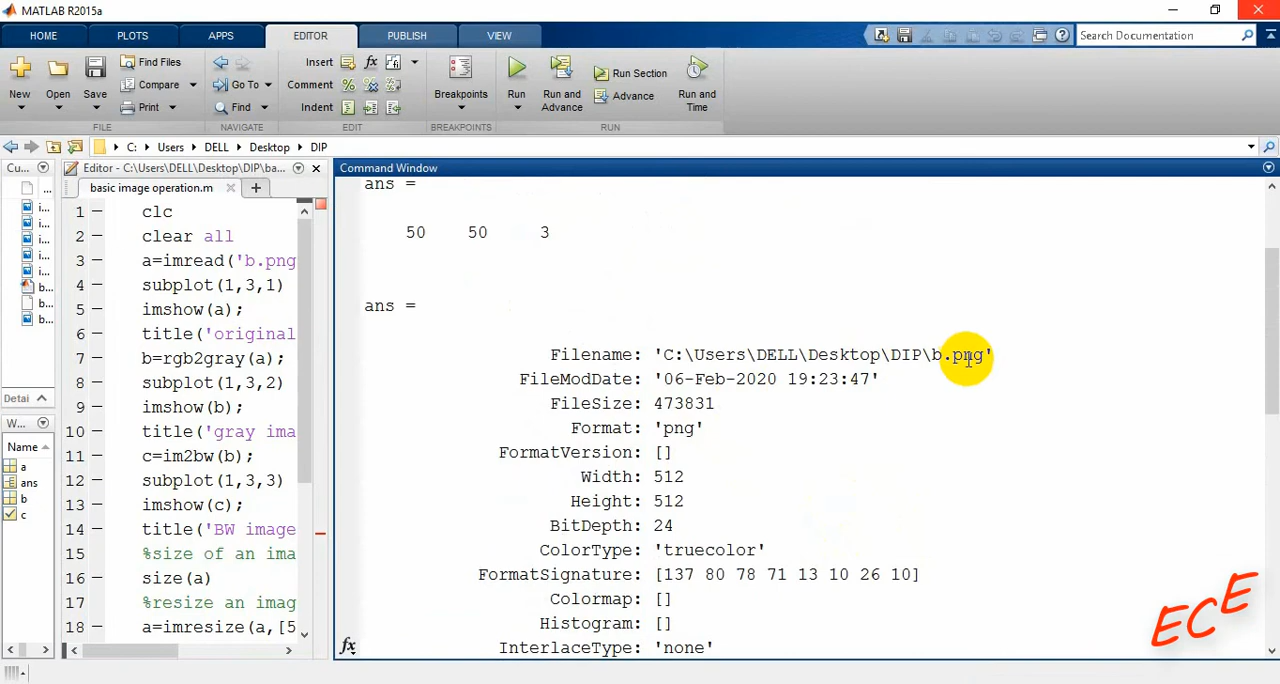 MATLAB R2015a
HOME PLOTS APPS EDITOR PUBLISH VIEW Search Documentation
New Open Save Find Files Compare Print Insert Comment Indent Go To Find Breakpoints Run Run and Advance Run Section Advance Run and Time
FILE NAVIGATE EDIT BREAKPOINTS RUN
C: Users DELL Desktop DIP
Cu... Editor - C:\Users\DELL\Desktop\DIP\ba... Command Window
basic image operation.m
1 clc
2 clear all
3 a=imread('b.png
4 subplot(1,3,1)
5 imshow(a);
6 title('original
7 b=rgb2gray(a);
8 subplot(1,3,2)
9 imshow(b);
10 title('gray ima
11 c=im2bw(b);
12 subplot(1,3,3)
13 imshow(c);
14 title('BW image
15 %size of an ima
16 size(a)
17 %resize an imag
18 a=imresize(a,[5
...
i...
i...
i...
i...
i...
b...
b...
b...
Detai
W...
Name
a
ans
b
c
ans =
50 50 3
ans =
Filename: 'C:\Users\DELL\Desktop\DIP\b.png'
FileModDate: '06-Feb-2020 19:23:47'
FileSize: 473831
Format: 'png'
FormatVersion: []
Width: 512
Height: 512
BitDepth: 24
ColorType: 'truecolor'
FormatSignature: [137 80 78 71 13 10 26 10]
Colormap: []
Histogram: []
InterlaceType: 'none'
fx
ECE